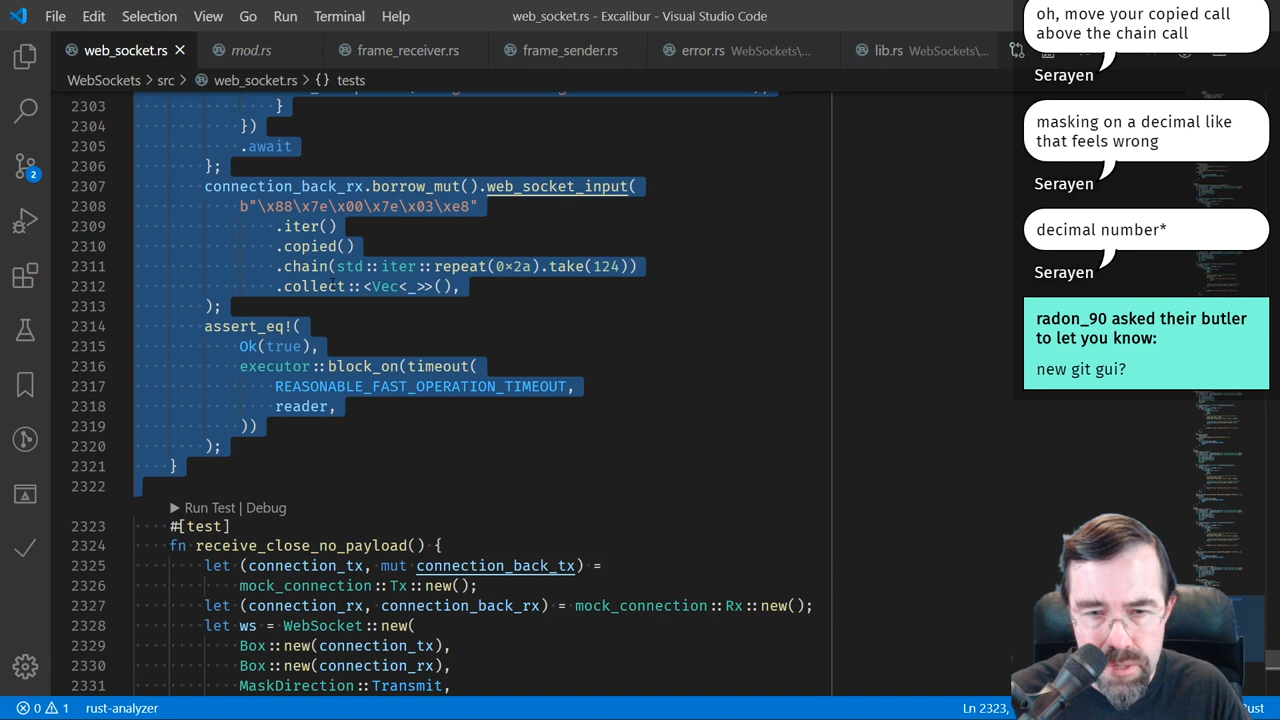 File Edit Selection View Go Run Terminal Help
web_socket.rs - Excalibur - Visual Studio Code
web_socket.rs × mod.rs frame_receiver.rs frame_sender.rs error.rs WebSockets\... lib.rs WebSockets\...
WebSockets › src › web_socket.rs › {} tests
2303 }
2304 })
2305 .await
2306 };
2307 connection_back_rx.borrow_mut().web_socket_input(
2308 b"\x88\x7e\x00\x7e\x03\xe8"
2309 .iter()
2310 .copied()
2311 .chain(std::iter::repeat(0x2a).take(124))
2312 .collect::<Vec<_>>(),
2313 );
2314 assert_eq!(
2315 Ok(true),
2316 executor::block_on(timeout(
2317 REASONABLE_FAST_OPERATION_TIMEOUT,
2318 reader,
2319 ))
2320 );
2321 }
2322
▶ Run Test | Debug
2323 #[test]
2324 fn receive_close_no_payload() {
2325 let (connection_tx, mut connection_back_tx) =
2326 mock_connection::Tx::new();
2327 let (connection_rx, connection_back_rx) = mock_connection::Rx::new();
2328 let ws = WebSocket::new(
2329 Box::new(connection_tx),
2330 Box::new(connection_rx),
2331 MaskDirection::Transmit,
2
0 1 rust-analyzer
Ln 2323,
oh, move your copied call
above the chain call
Serayen
masking on a decimal like
that feels wrong
Serayen
decimal number*
Serayen
radon_90 asked their butler
to let you know:
new git gui?